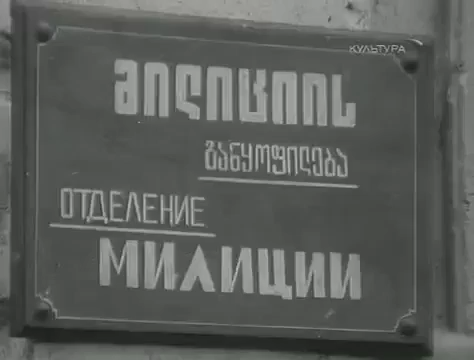 КУЛЬТУРА
მილიციის
განყოფილება
ОТДЕЛЕНИЕ
МИЛИЦИИ